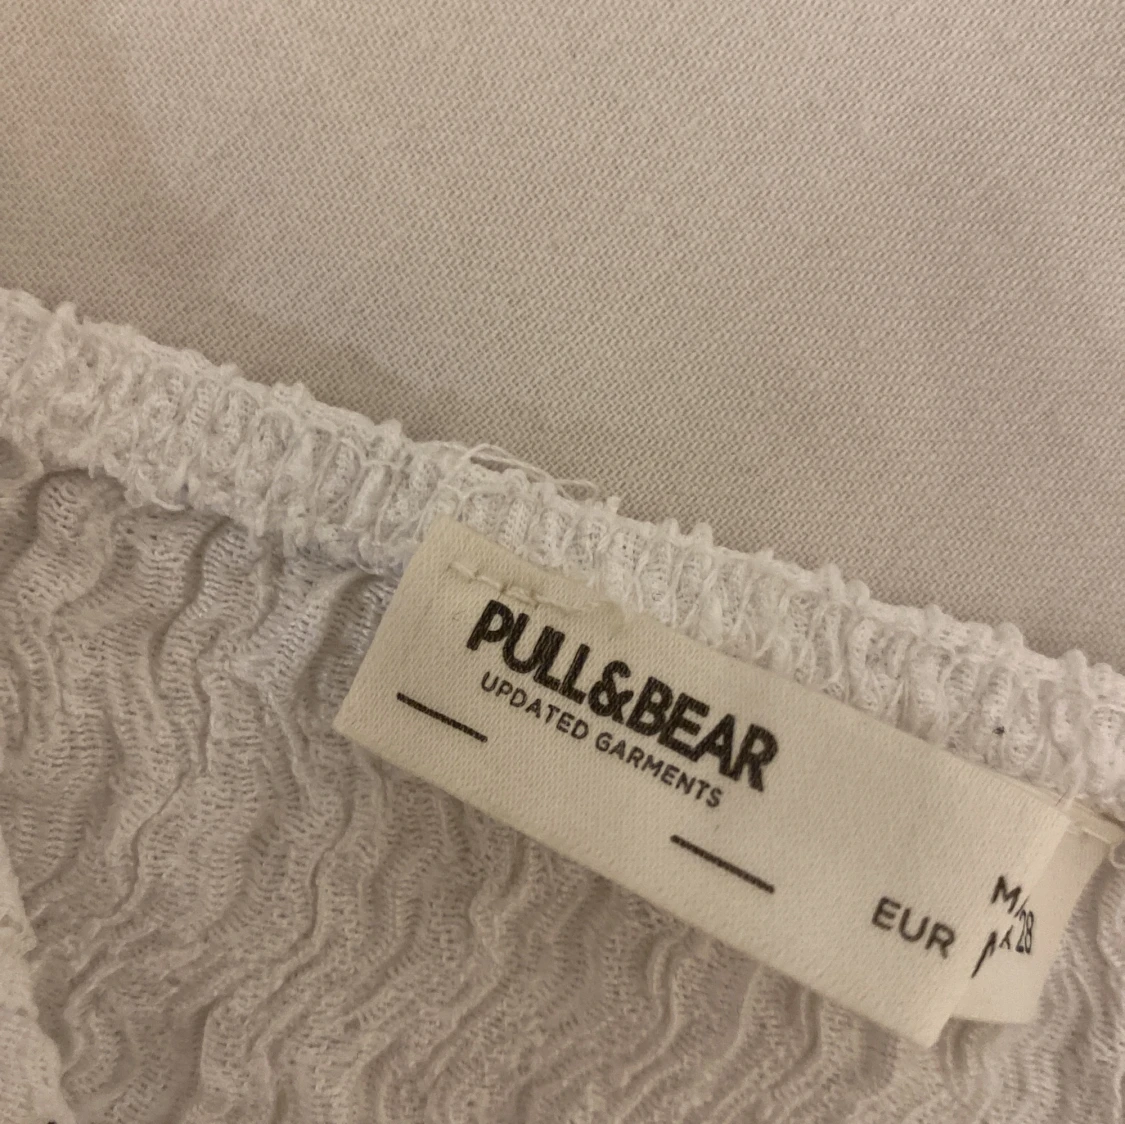 PULL&BEAR
UPDATED GARMENTS
EUR
28